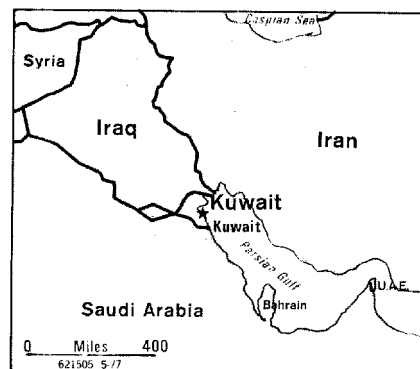 Caspian Sea
Syria
Iraq
Iran
Kuwait
Kuwait
Persian Gulf
U.A.E.
Bahrain
Saudi Arabia
0 Miles 400
621505 5-77